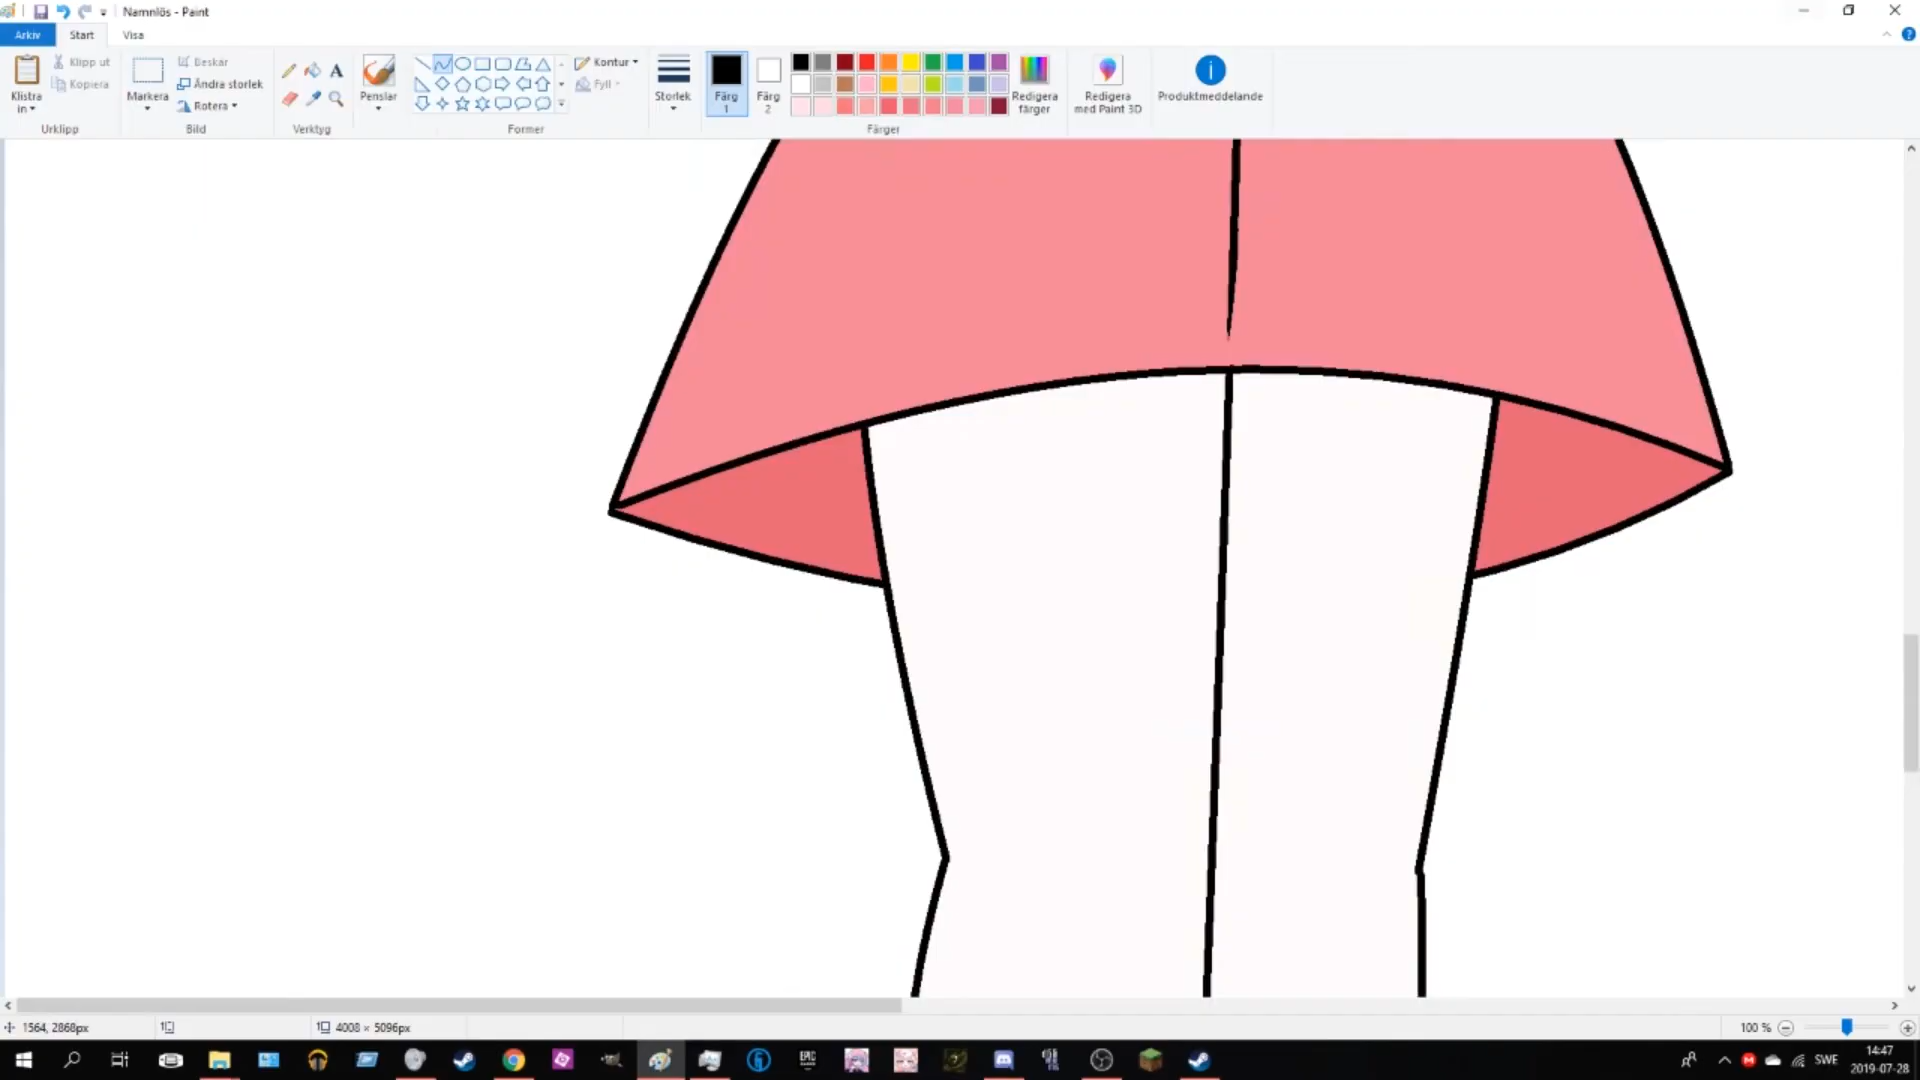 Namnlös - Paint
Arkiv Start Visa
Klistra in
Klipp ut
Kopiera
Urklipp
Markera
Beskär
Ändra storlek
Rotera
Bild
A
Verktyg
Penslar
Former
Kontur
Fyll
Storlek
Färg 1
Färg 2
Färger
Redigera färger
Redigera med Paint 3D
Produktmeddelande
1564, 2868px
4008 × 5096px
100 %
EPIC
SWE
14:47
2019-07-28